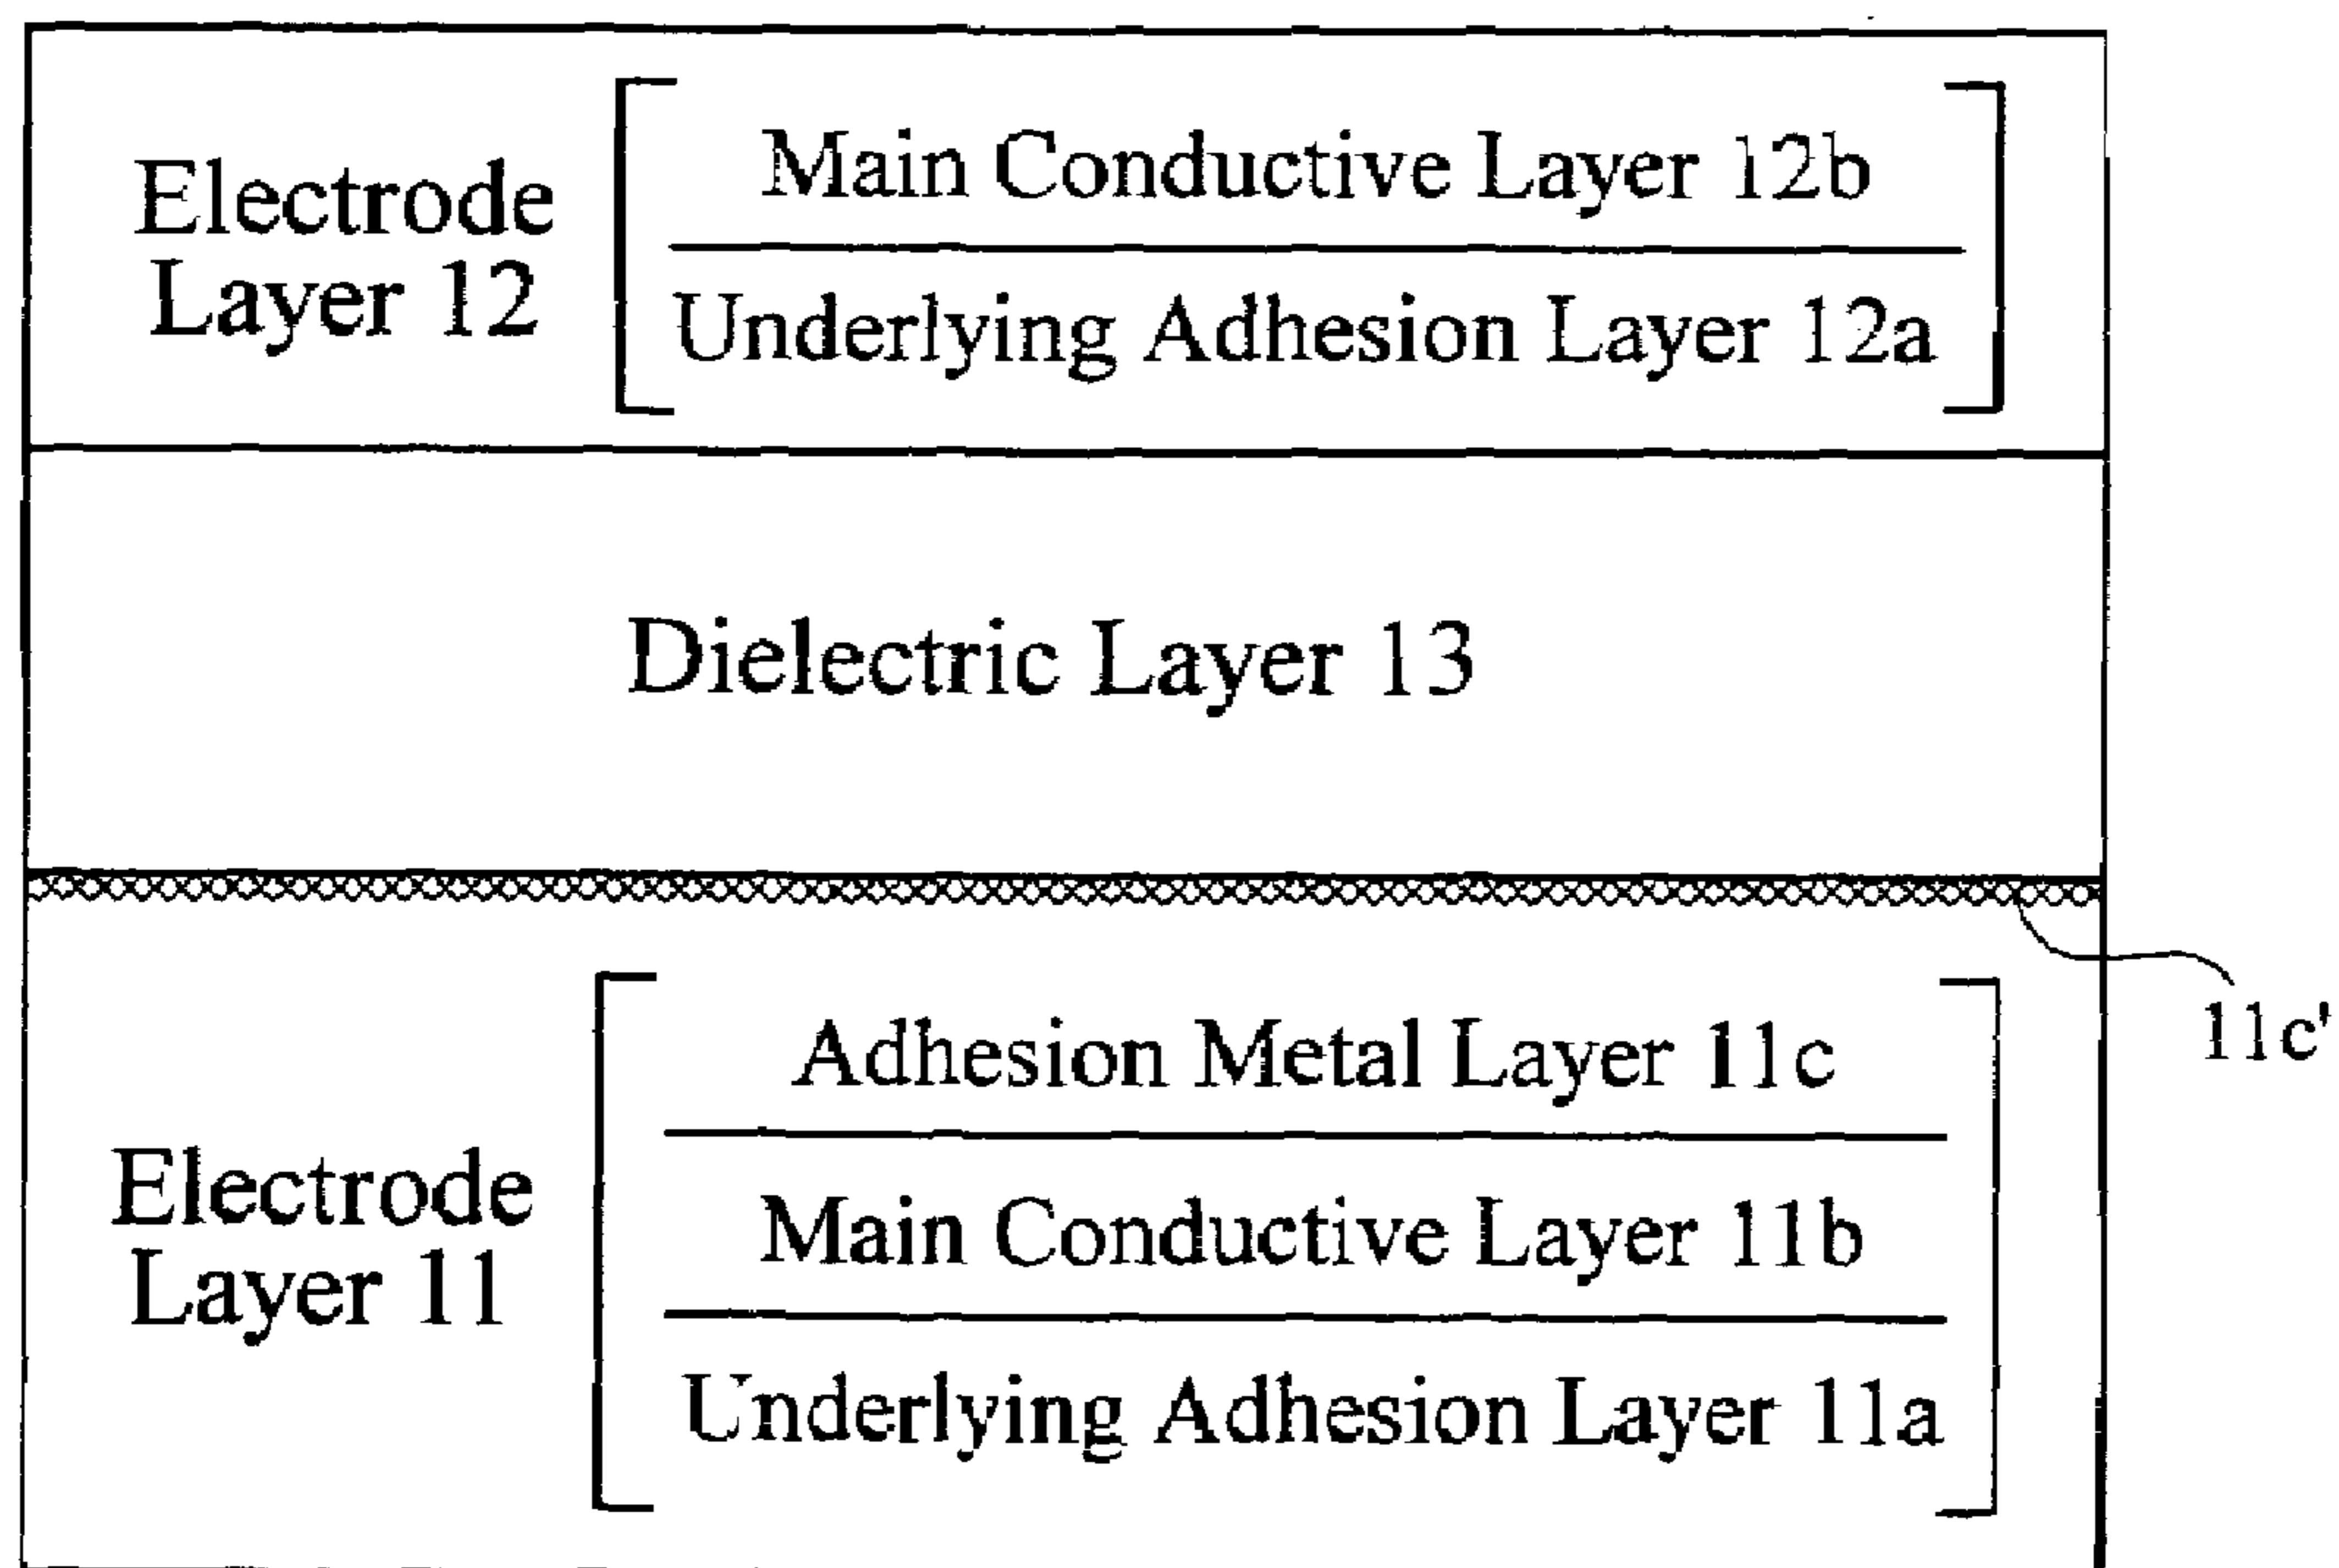 Electrode
Layer 12
Main Conductive Layer 12b
Underlying Adhesion Layer 12a
Dielectric Layer 13
11c'
Electrode
Layer 11
Adhesion Metal Layer 11c
Main Conductive Layer 11b
Underlying Adhesion Layer 11a